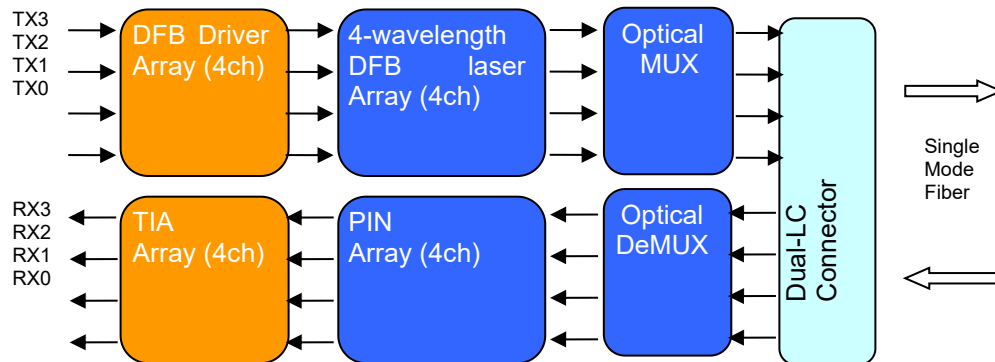 TX3
TX2
TX1
TX0
DFB Driver
Array (4ch)
4-wavelength
DFB laser
Array (4ch)
Optical
MUX
Single
Mode
Fiber
RX3
RX2
RX1
RX0
TIA
Array (4ch)
PIN
Array (4ch)
Optical
DeMUX
Dual-LC
Connector